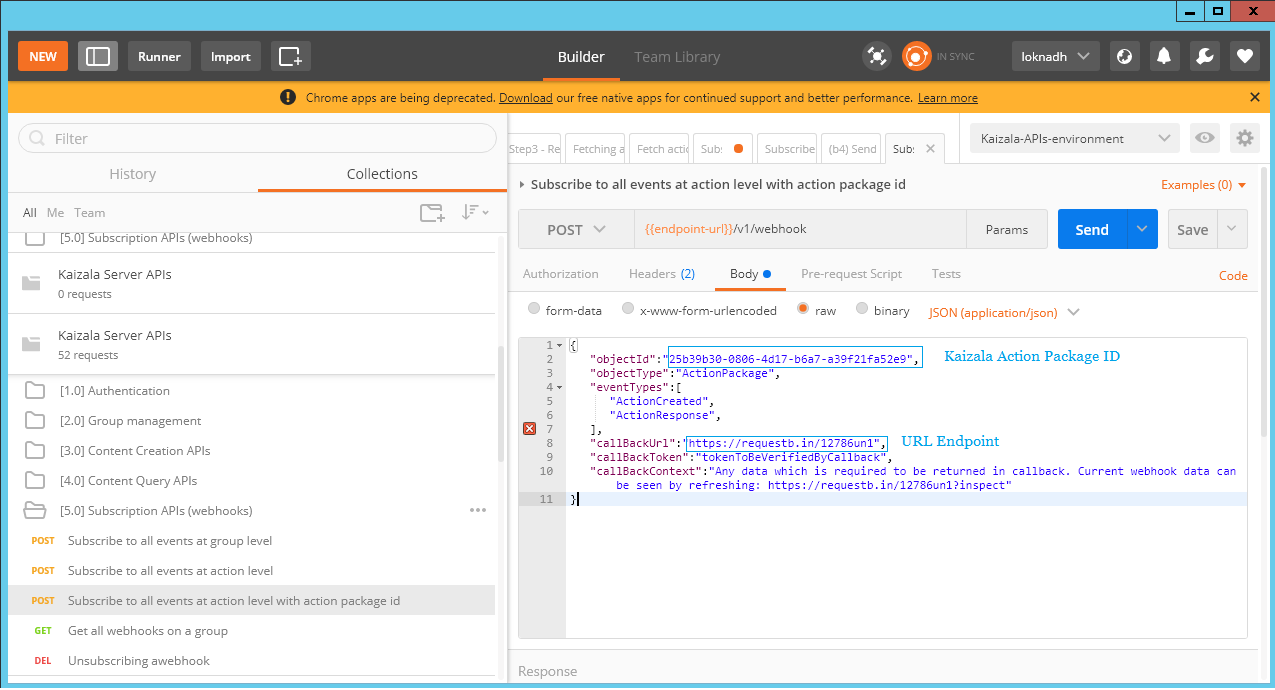 NEW
Runner
Import
Builder
Team Library
IN SYNC
loknadh
Chrome apps are being deprecated. Download our free native apps for continued support and better performance. Learn more
Filter
History
Collections
All Me Team
[5.0] Subscription APIs (webhooks)
Kaizala Server APIs
0 requests
Kaizala Server APIs
52 requests
[1.0] Authentication
[2.0] Group management
[3.0] Content Creation APIs
[4.0] Content Query APIs
[5.0] Subscription APIs (webhooks)
POST Subscribe to all events at group level
POST Subscribe to all events at action level
POST Subscribe to all events at action level with action package id
GET Get all webhooks on a group
DEL Unsubscribing awebhook
Step3 - Re
Fetching a
Fetch actio
Subs
Subscribe
(b4) Send
Subs
Kaizala-APIs-environment
Subscribe to all events at action level with action package id
Examples (0)
POST
{{endpoint-url}}/v1/webhook
Params
Send
Save
Authorization
Headers (2)
Body
Pre-request Script
Tests
Code
form-data
x-www-form-urlencoded
raw
binary
JSON (application/json)
1 {
2 "objectId":"25b39b30-0806-4d17-b6a7-a39f21fa52e9",
Kaizala Action Package ID
3 "objectType":"ActionPackage",
4 "eventTypes":[
5 "ActionCreated",
6 "ActionResponse",
7 ],
8 "callBackUrl":"https://requestb.in/12786un1",
URL Endpoint
9 "callBackToken":"tokenToBeVerifiedByCallback",
10 "callBackContext":"Any data which is required to be returned in callback. Current webhook data can
be seen by refreshing: https://requestb.in/12786un1?inspect"
11 }
Response